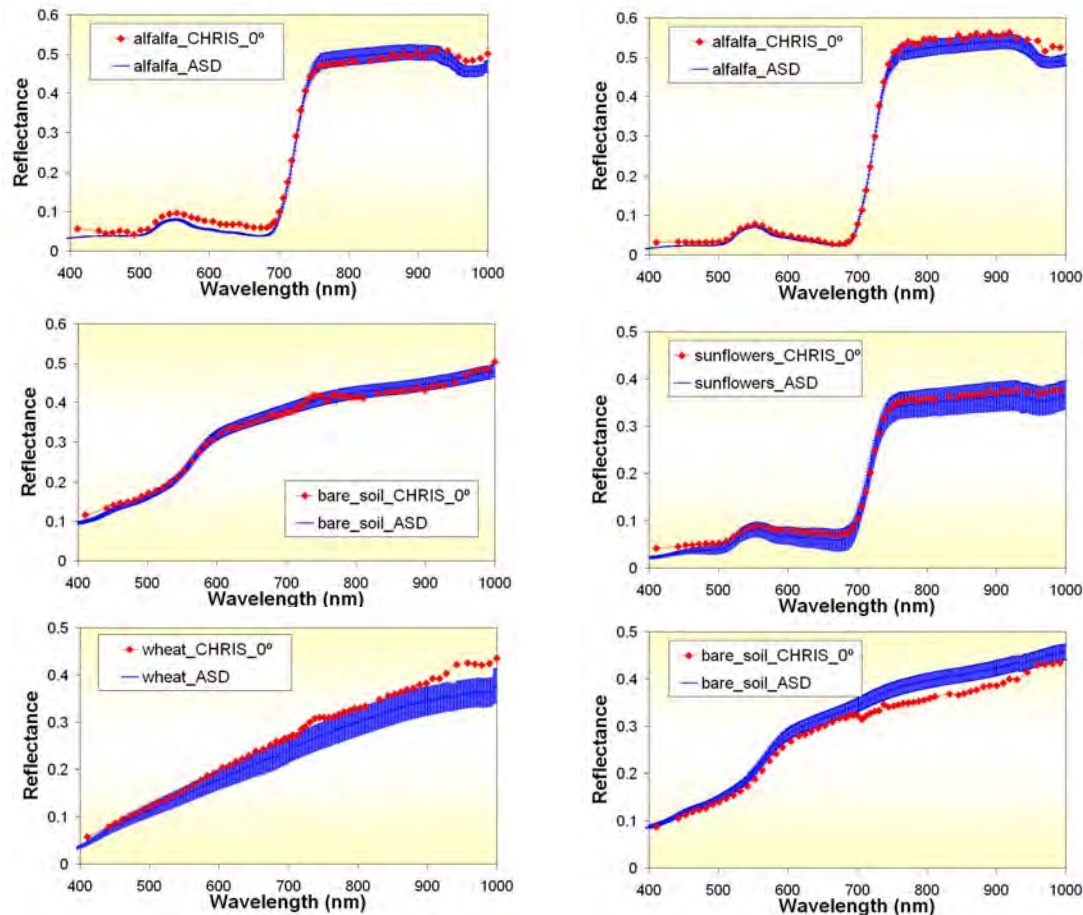 0.6
0.5
0.4
0.3
0.2
0.1
0
Reflectance
alfalfa_CHRIS_0º
alfalfa_ASD
400 500 600 700 800 900 1000
Wavelength (nm)
0.6
0.5
0.4
0.3
0.2
0.1
0
Reflectance
alfalfa_CHRIS_0º
alfalfa_ASD
400 500 600 700 800 900 1000
Wavelength (nm)
0.6
0.5
0.4
0.3
0.2
0.1
0
Reflectance
bare_soil_CHRIS_0º
bare_soil_ASD
400 500 600 700 800 900 1000
Wavelength (nm)
0.5
0.4
0.3
0.2
0.1
0
Reflectance
sunflowers_CHRIS_0º
sunflowers_ASD
400 500 600 700 800 900 1000
Wavelength (nm)
0.5
0.4
0.3
0.2
0.1
0
Reflectance
wheat_CHRIS_0º
wheat_ASD
400 500 600 700 800 900 1000
Wavelength (nm)
0.5
0.4
0.3
0.2
0.1
0
Reflectance
bare_soil_CHRIS_0º
bare_soil_ASD
400 500 600 700 800 900 1000
Wavelength (nm)